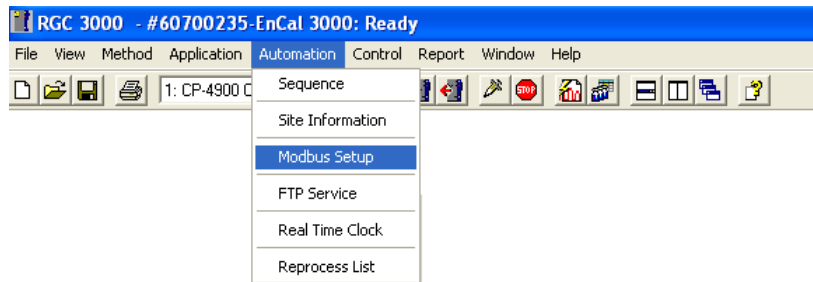 RGC 3000 - #60700235-EnCal 3000: Ready
File View Method Application Automation Control Report Window Help
1: CP-4900 C
STOP
Sequence
Site Information
Modbus Setup
FTP Service
Real Time Clock
Reprocess List